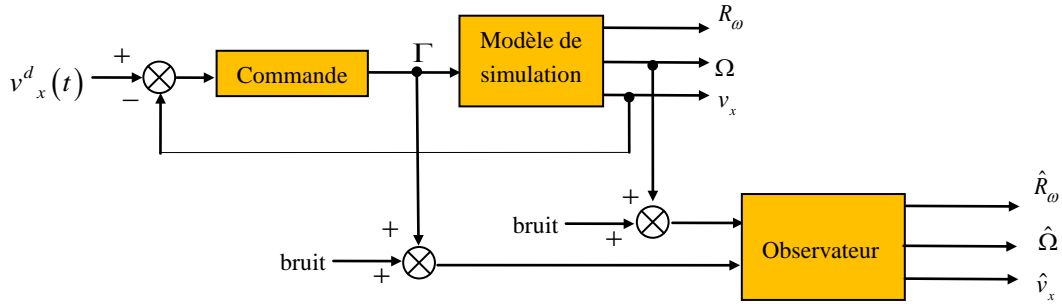 v^d_x(t)
+
−
Commande
Γ
Modèle de
simulation
R_ω
Ω
v_x
+
bruit
+
+
bruit
+
Observateur
R̂_ω
Ω̂
v̂_x